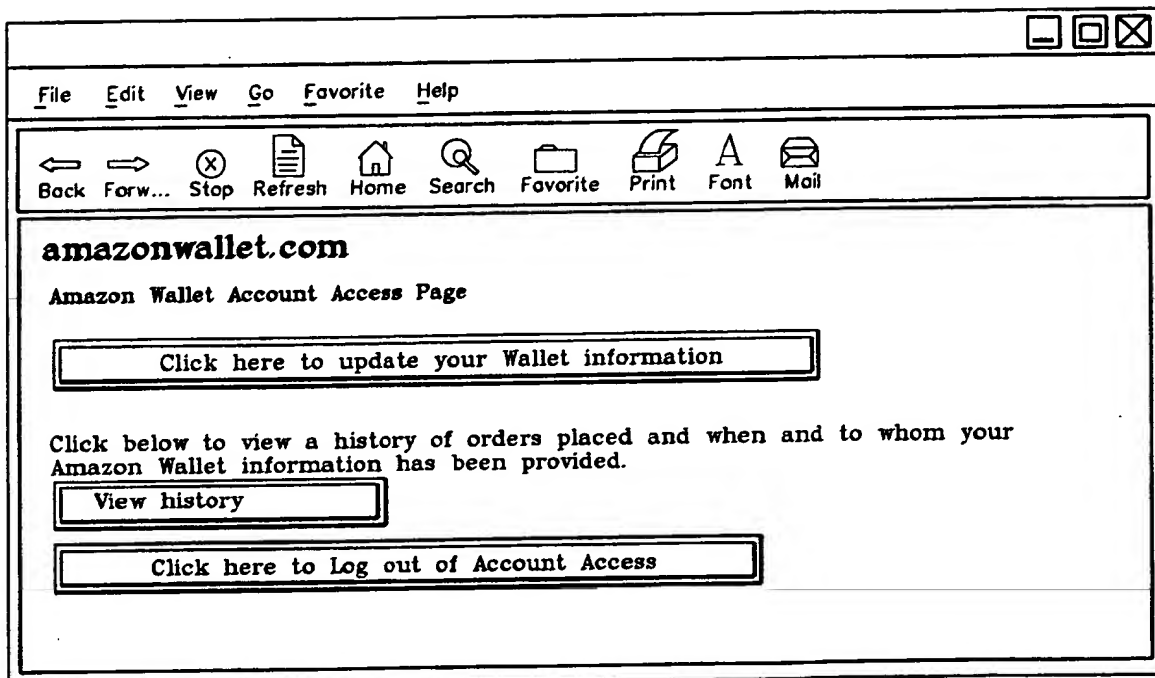 File Edit View Go Favorite Help
Back Forw... Stop Refresh Home Search Favorite Print Font Mail
amazonwallet.com
Amazon Wallet Account Access Page
Click here to update your Wallet information
Click below to view a history of orders placed and when and to whom your
Amazon Wallet information has been provided.
View history
Click here to Log out of Account Access